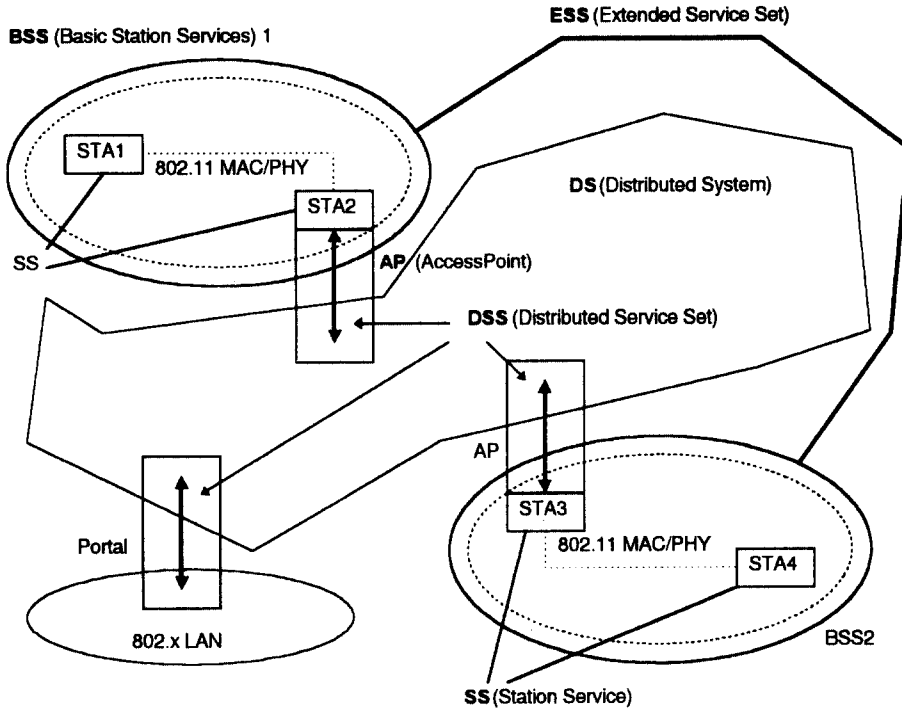 ESS (Extended Service Set)
BSS (Basic Station Services) 1
STA1
802.11 MAC/PHY
DS (Distributed System)
STA2
SS
AP (AccessPoint)
DSS (Distributed Service Set)
AP
STA3
Portal
802.11 MAC/PHY
STA4
802.x LAN
BSS2
SS (Station Service)